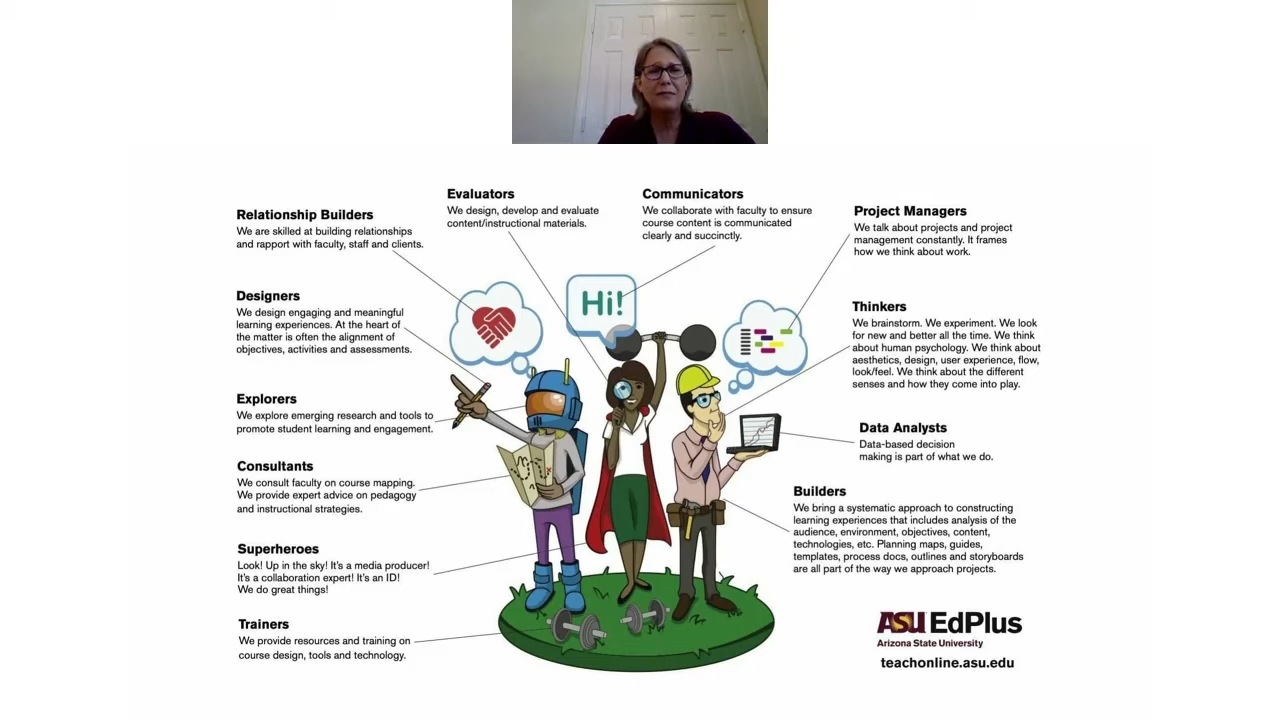 Evaluators
We design, develop and evaluate
content/instructional materials.
Communicators
We collaborate with faculty to ensure
course content is communicated
clearly and succinctly.
Relationship Builders
We are skilled at building relationships
and rapport with faculty, staff and clients.
Project Managers
We talk about projects and project
management constantly. It frames
how we think about work.
Hi!
Designers
We design engaging and meaningful
learning experiences. At the heart of
the matter is often the alignment of
objectives, activities and assessments.
Thinkers
We brainstorm. We experiment. We look
for new and better all the time. We think
about human psychology. We think about
aesthetics, design, user experience, flow,
look/feel. We think about the different
senses and how they come into play.
Explorers
We explore emerging research and tools to
promote student learning and engagement.
Data Analysts
Data-based decision
making is part of what we do.
Consultants
We consult faculty on course mapping.
We provide expert advice on pedagogy
and instructional strategies.
Builders
We bring a systematic approach to constructing
learning experiences that includes analysis of the
audience, environment, objectives, content,
technologies, etc. Planning maps, guides,
templates, process docs, outlines and storyboards
are all part of the way we approach projects.
Superheroes
Look! Up in the sky! It's a media producer!
It's a collaboration expert! It's an ID!
We do great things!
Trainers
We provide resources and training on
course design, tools and technology.
ASU EdPlus
Arizona State University
teachonline.asu.edu